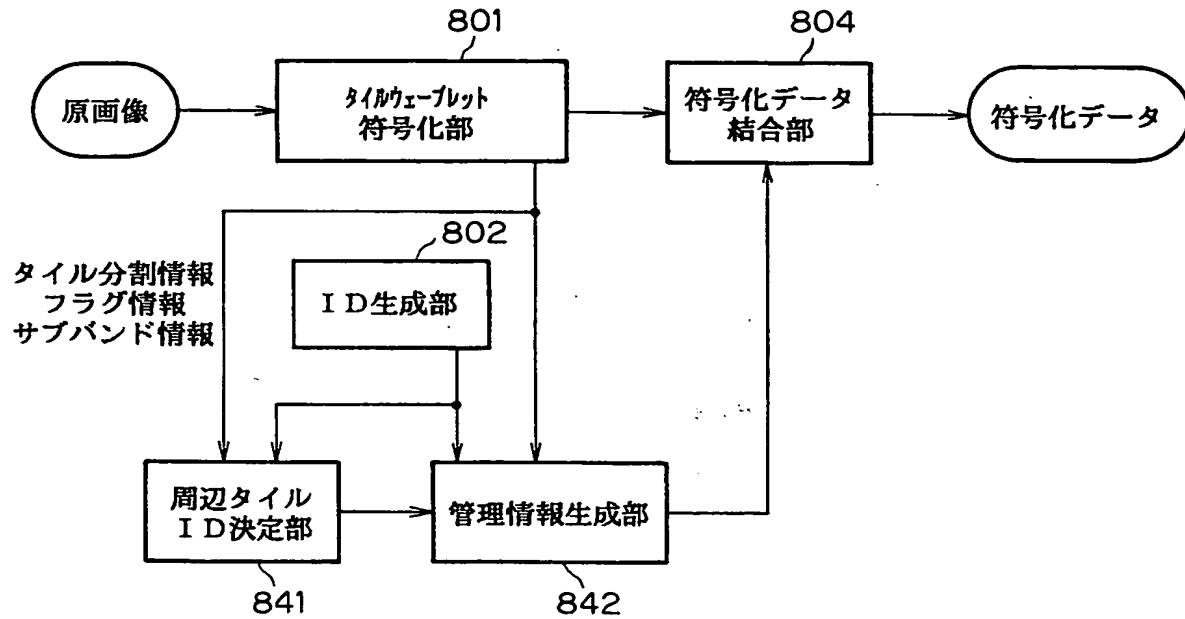 801
804
原画像
タイルウェーブレット
符号化部
符号化データ
結合部
符号化データ
802
タイル分割情報
フラグ情報
サブバンド情報
ＩＤ生成部
周辺タイル
ＩＤ決定部
管理情報生成部
841
842